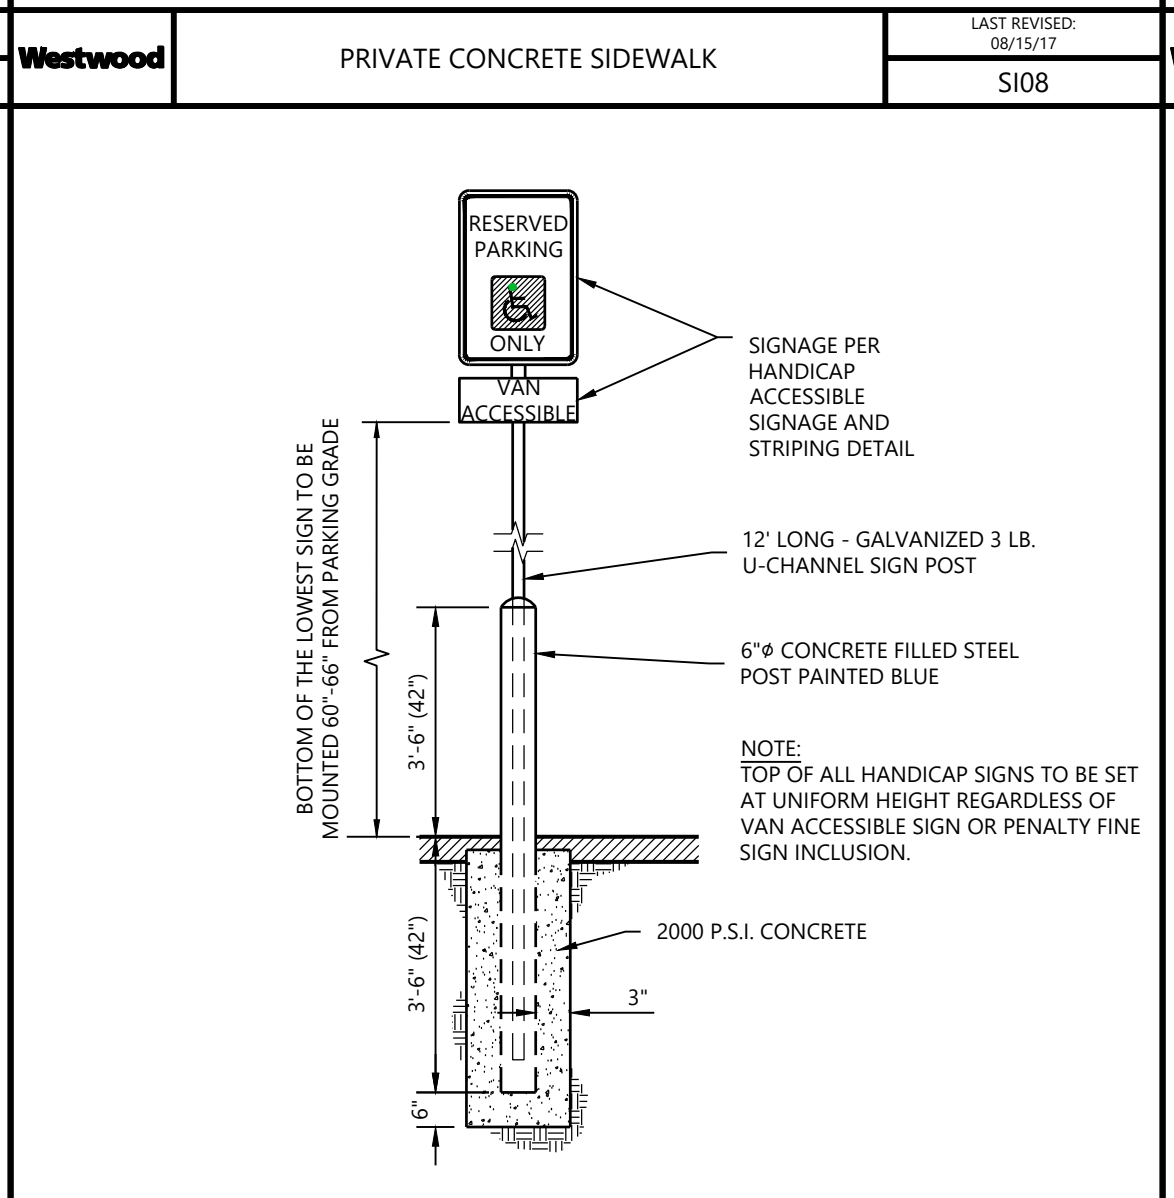 Westwood
PRIVATE CONCRETE SIDEWALK
LAST REVISED:
08/15/17
SI08
RESERVED
PARKING
ONLY
VAN
ACCESSIBLE
SIGNAGE PER
HANDICAP
ACCESSIBLE
SIGNAGE AND
STRIPING DETAIL
BOTTOM OF THE LOWEST SIGN TO BE
MOUNTED 60"-66" FROM PARKING GRADE
12' LONG - GALVANIZED 3 LB.
U-CHANNEL SIGN POST
6"ø CONCRETE FILLED STEEL
POST PAINTED BLUE
3'-6" (42")
NOTE:
TOP OF ALL HANDICAP SIGNS TO BE SET
AT UNIFORM HEIGHT REGARDLESS OF
VAN ACCESSIBLE SIGN OR PENALTY FINE
SIGN INCLUSION.
2000 P.S.I. CONCRETE
3'-6" (42")
3"
6"